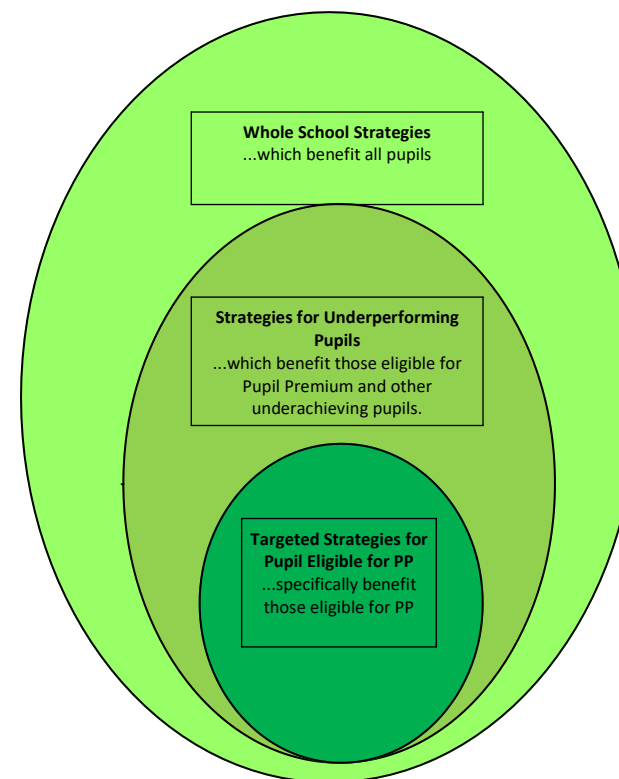 Whole School Strategies
...which benefit all pupils
Strategies for Underperforming
Pupils
...which benefit those eligible for
Pupil Premium and other
underachieving pupils.
Targeted Strategies for
Pupil Eligible for PP
...specifically benefit
those eligible for PP